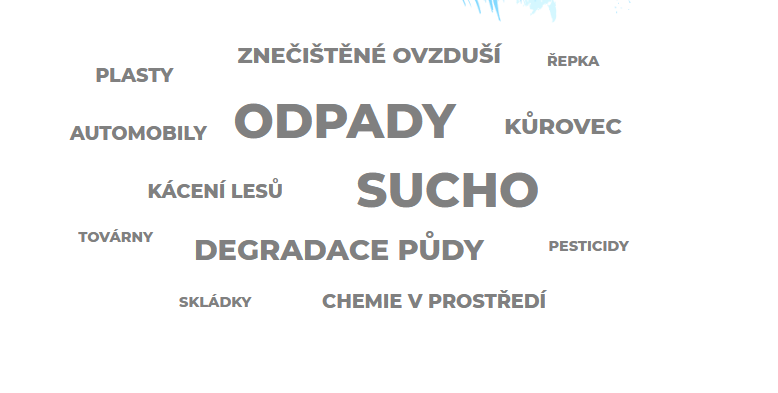 ZNEČIŠTĚNÉ OVZDUŠÍ
ŘEPKA
PLASTY
ODPADY
AUTOMOBILY
KŮROVEC
KÁCENÍ LESŮ
SUCHO
TOVÁRNY
DEGRADACE PŮDY
PESTICIDY
SKLÁDKY
CHEMIE V PROSTŘEDÍ